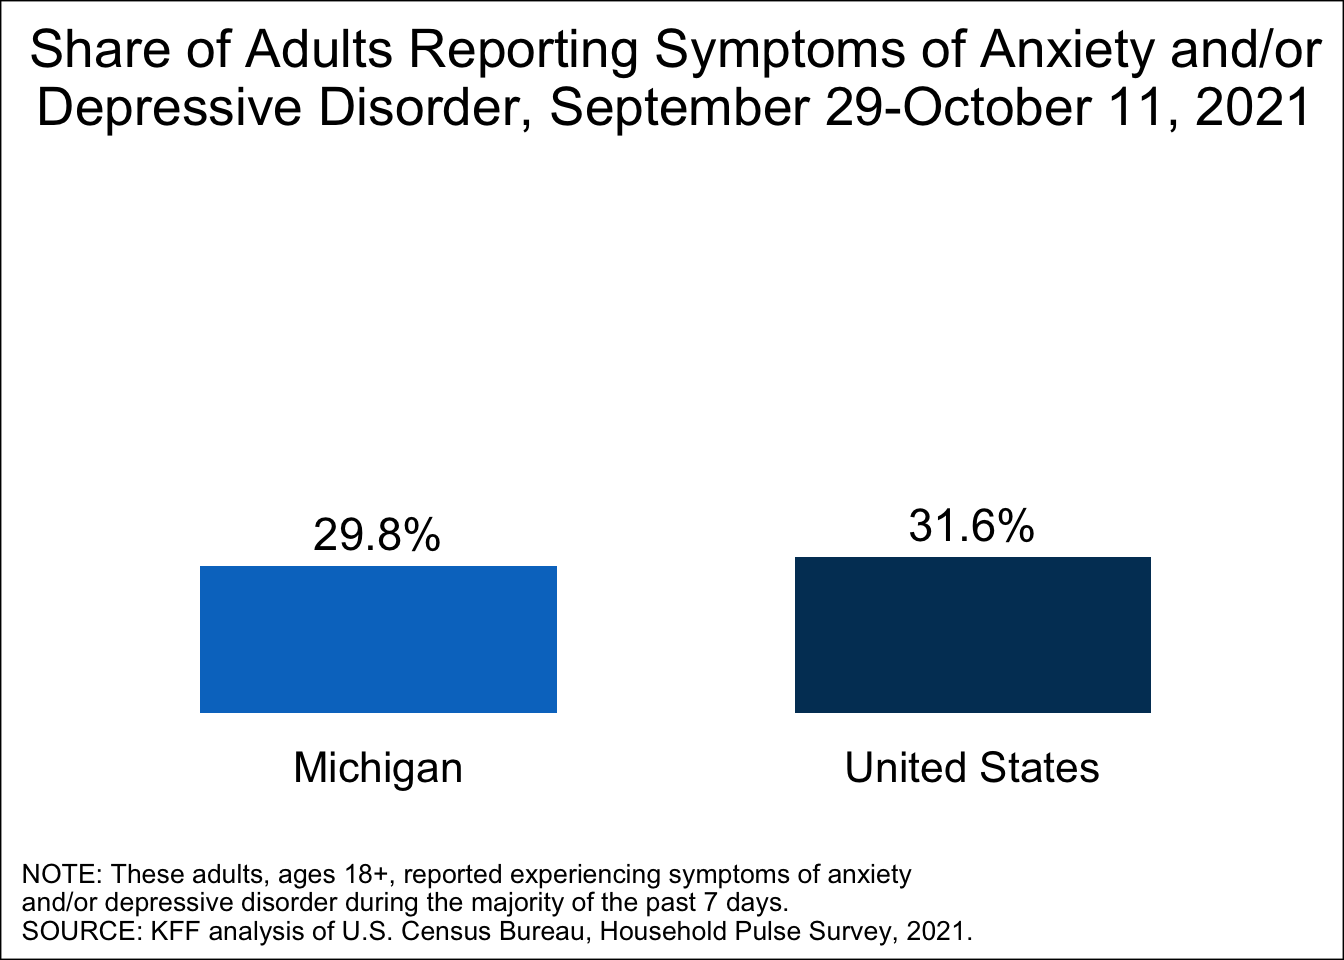 Share of Adults Reporting Symptoms of Anxiety and/or
Depressive Disorder, September 29-October 11, 2021
29.8%
31.6%
Michigan
United States
NOTE: These adults, ages 18+, reported experiencing symptoms of anxiety
and/or depressive disorder during the majority of the past 7 days.
SOURCE: KFF analysis of U.S. Census Bureau, Household Pulse Survey, 2021.